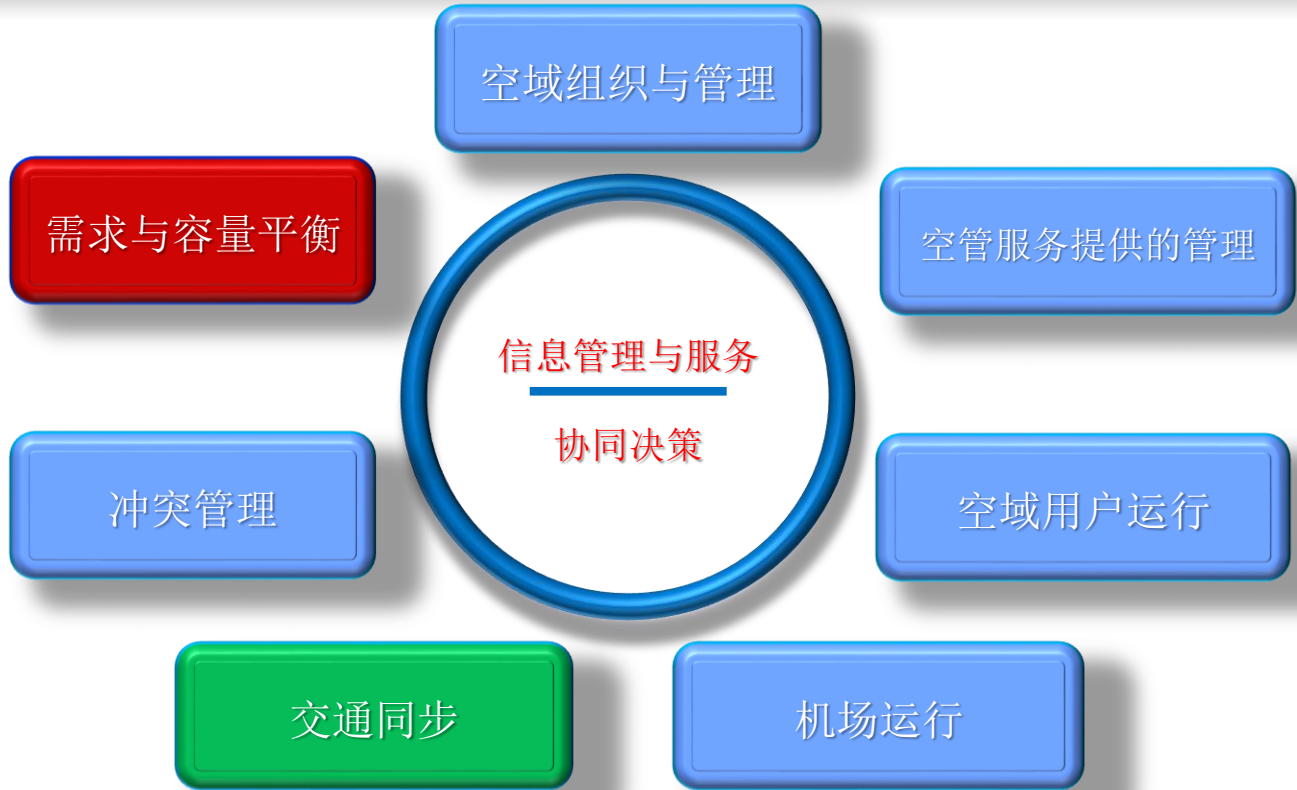 空域组织与管理
需求与容量平衡
空管服务提供的管理
信息管理与服务
协同决策
冲突管理
空域用户运行
交通同步
机场运行